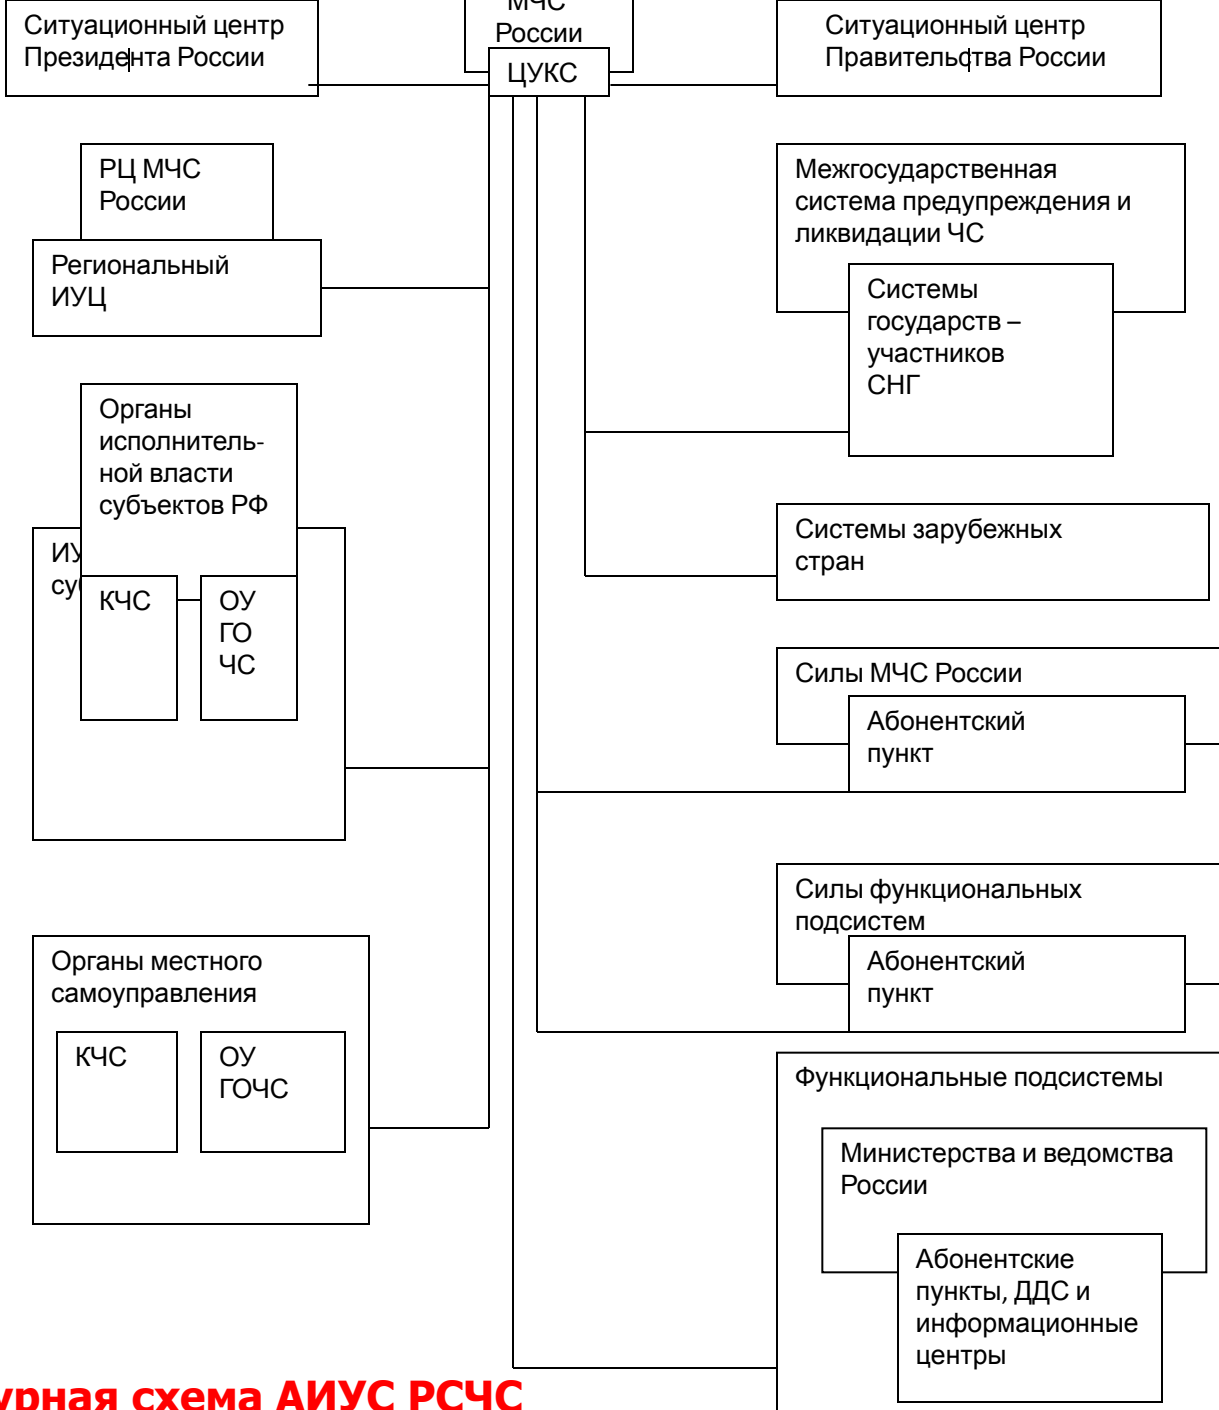 МЧС
России
ЦУКС
Ситуационный центр
Президента России
Ситуационный центр
Правительства России
РЦ МЧС
России
Региональный
ИУЦ
Органы
исполнитель-
ной власти
субъектов РФ
КЧС
ОУ
ГО
ЧС
Органы местного
самоуправления
КЧС
ОУ
ГОЧС
Межгосударственная
система предупреждения и
ликвидации ЧС
Системы
государств –
участников
СНГ
Системы зарубежных
стран
Силы МЧС России
Абонентский
пункт
Силы функциональных
подсистем
Абонентский
пункт
Функциональные подсистемы
Министерства и ведомства
России
Абонентские
пункты, ДДС и
информационные
центры
схема АИУС РСЧС